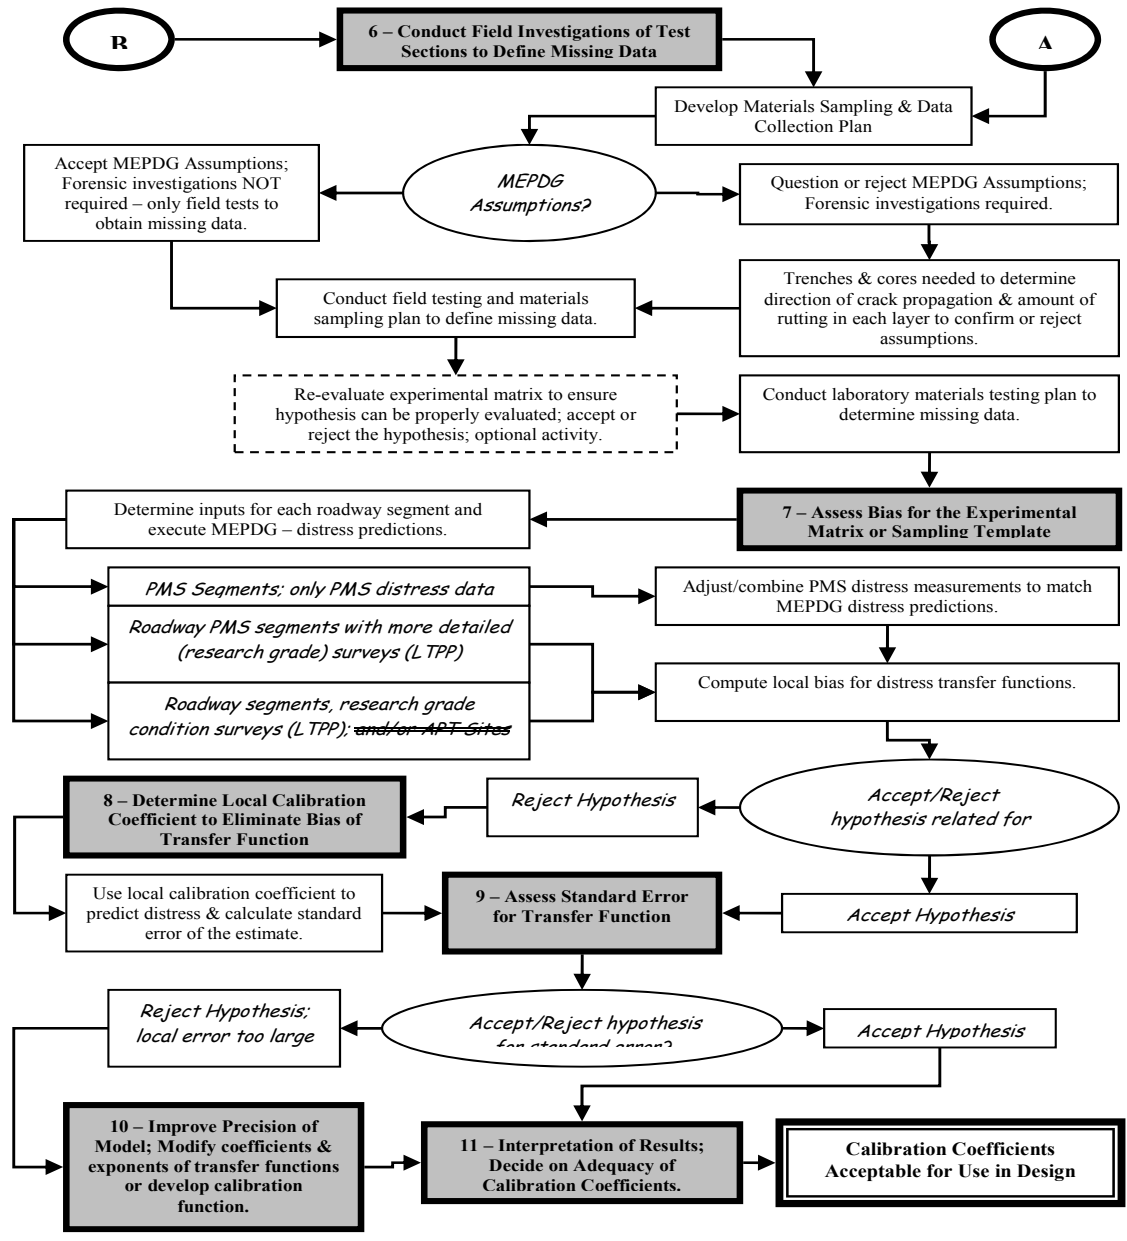 B
6 – Conduct Field Investigations of Test
Sections to Define Missing Data
A
Develop Materials Sampling & Data
Collection Plan
Accept MEPDG Assumptions;
Forensic investigations NOT
required – only field tests to
obtain missing data.
MEPDG
Assumptions?
Question or reject MEPDG Assumptions;
Forensic investigations required.
Conduct field testing and materials
sampling plan to define missing data.
Trenches & cores needed to determine
direction of crack propagation & amount of
rutting in each layer to confirm or reject
assumptions.
Re-evaluate experimental matrix to ensure
hypothesis can be properly evaluated; accept or
reject the hypothesis; optional activity.
Conduct laboratory materials testing plan to
determine missing data.
Determine inputs for each roadway segment and
execute MEPDG – distress predictions.
7 – Assess Bias for the Experimental
Matrix or Sampling Template
PMS Segments; only PMS distress data
Adjust/combine PMS distress measurements to match
MEPDG distress predictions.
Roadway PMS segments with more detailed
(research grade) surveys (LTPP)
Compute local bias for distress transfer functions.
Roadway segments, research grade
condition surveys (LTPP); and/or APT Sites
8 – Determine Local Calibration
Coefficient to Eliminate Bias of
Transfer Function
Reject Hypothesis
Accept/Reject
hypothesis related for
Use local calibration coefficient to
predict distress & calculate standard
error of the estimate.
9 – Assess Standard Error
for Transfer Function
Accept Hypothesis
Reject Hypothesis;
local error too large
Accept/Reject hypothesis
for standard error?
Accept Hypothesis
10 – Improve Precision of
Model; Modify coefficients &
exponents of transfer functions
or develop calibration
function.
11 – Interpretation of Results;
Decide on Adequacy of
Calibration Coefficients.
Calibration Coefficients
Acceptable for Use in Design